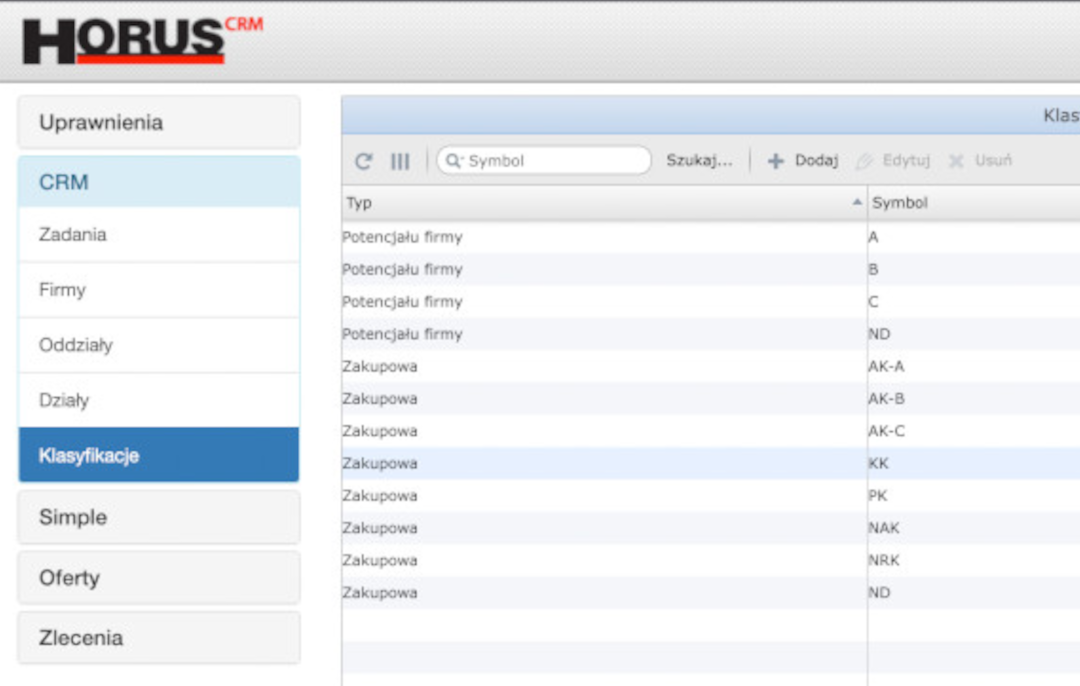 HORUS CRM
Uprawnienia
CRM
Zadania
Firmy
Oddziały
Działy
Klasyfikacje
Simple
Oferty
Zlecenia
Klas
Symbol Szukaj... Dodaj Edytuj Usuń
Typ Symbol
Potencjału firmy A
Potencjału firmy B
Potencjału firmy C
Potencjału firmy ND
Zakupowa AK-A
Zakupowa AK-B
Zakupowa AK-C
Zakupowa KK
Zakupowa PK
Zakupowa NAK
Zakupowa NRK
Zakupowa ND